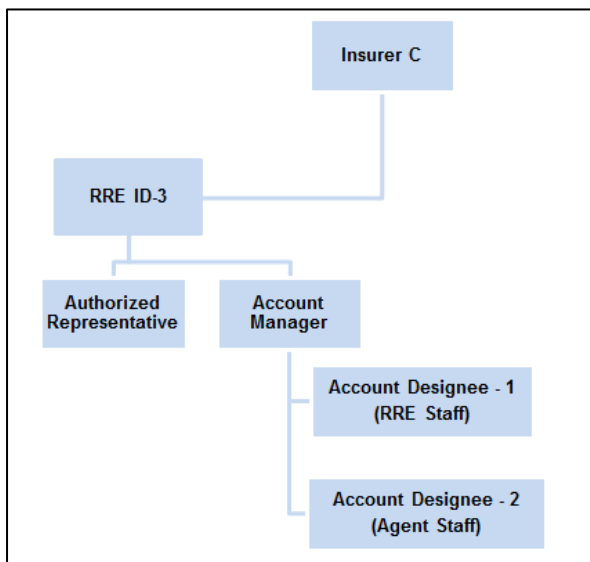 Insurer C
RRE ID-3
Authorized
Representative
Account
Manager
Account Designee - 1
(RRE Staff)
Account Designee - 2
(Agent Staff)